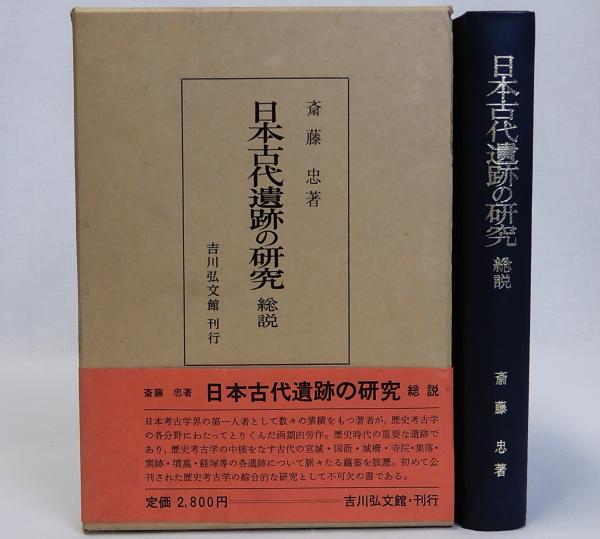 斎藤忠著
日本古代遺跡の研究 総説
吉川弘文館 刊行
斎藤 忠著 日本古代遺跡の研究 総説
日本考古学界の第一人者として数々の業績をもつ著者が，歴史考古学
の各分野にわたってとりくんだ画期的労作。歴史時代の重要な遺跡で
あり，歴史考古学の中核をなす古代の宮城・国衙・城柵・寺院・集落・
窯跡・墳墓・経塚等の各遺跡について脈々たる蘊蓄を披瀝。初めて公
刊された歴史考古学の綜合的な研究として不可欠の書である。
定価 2,800円 ── 吉川弘文館・刊行
日本古代遺跡の研究 総説
斎藤忠著